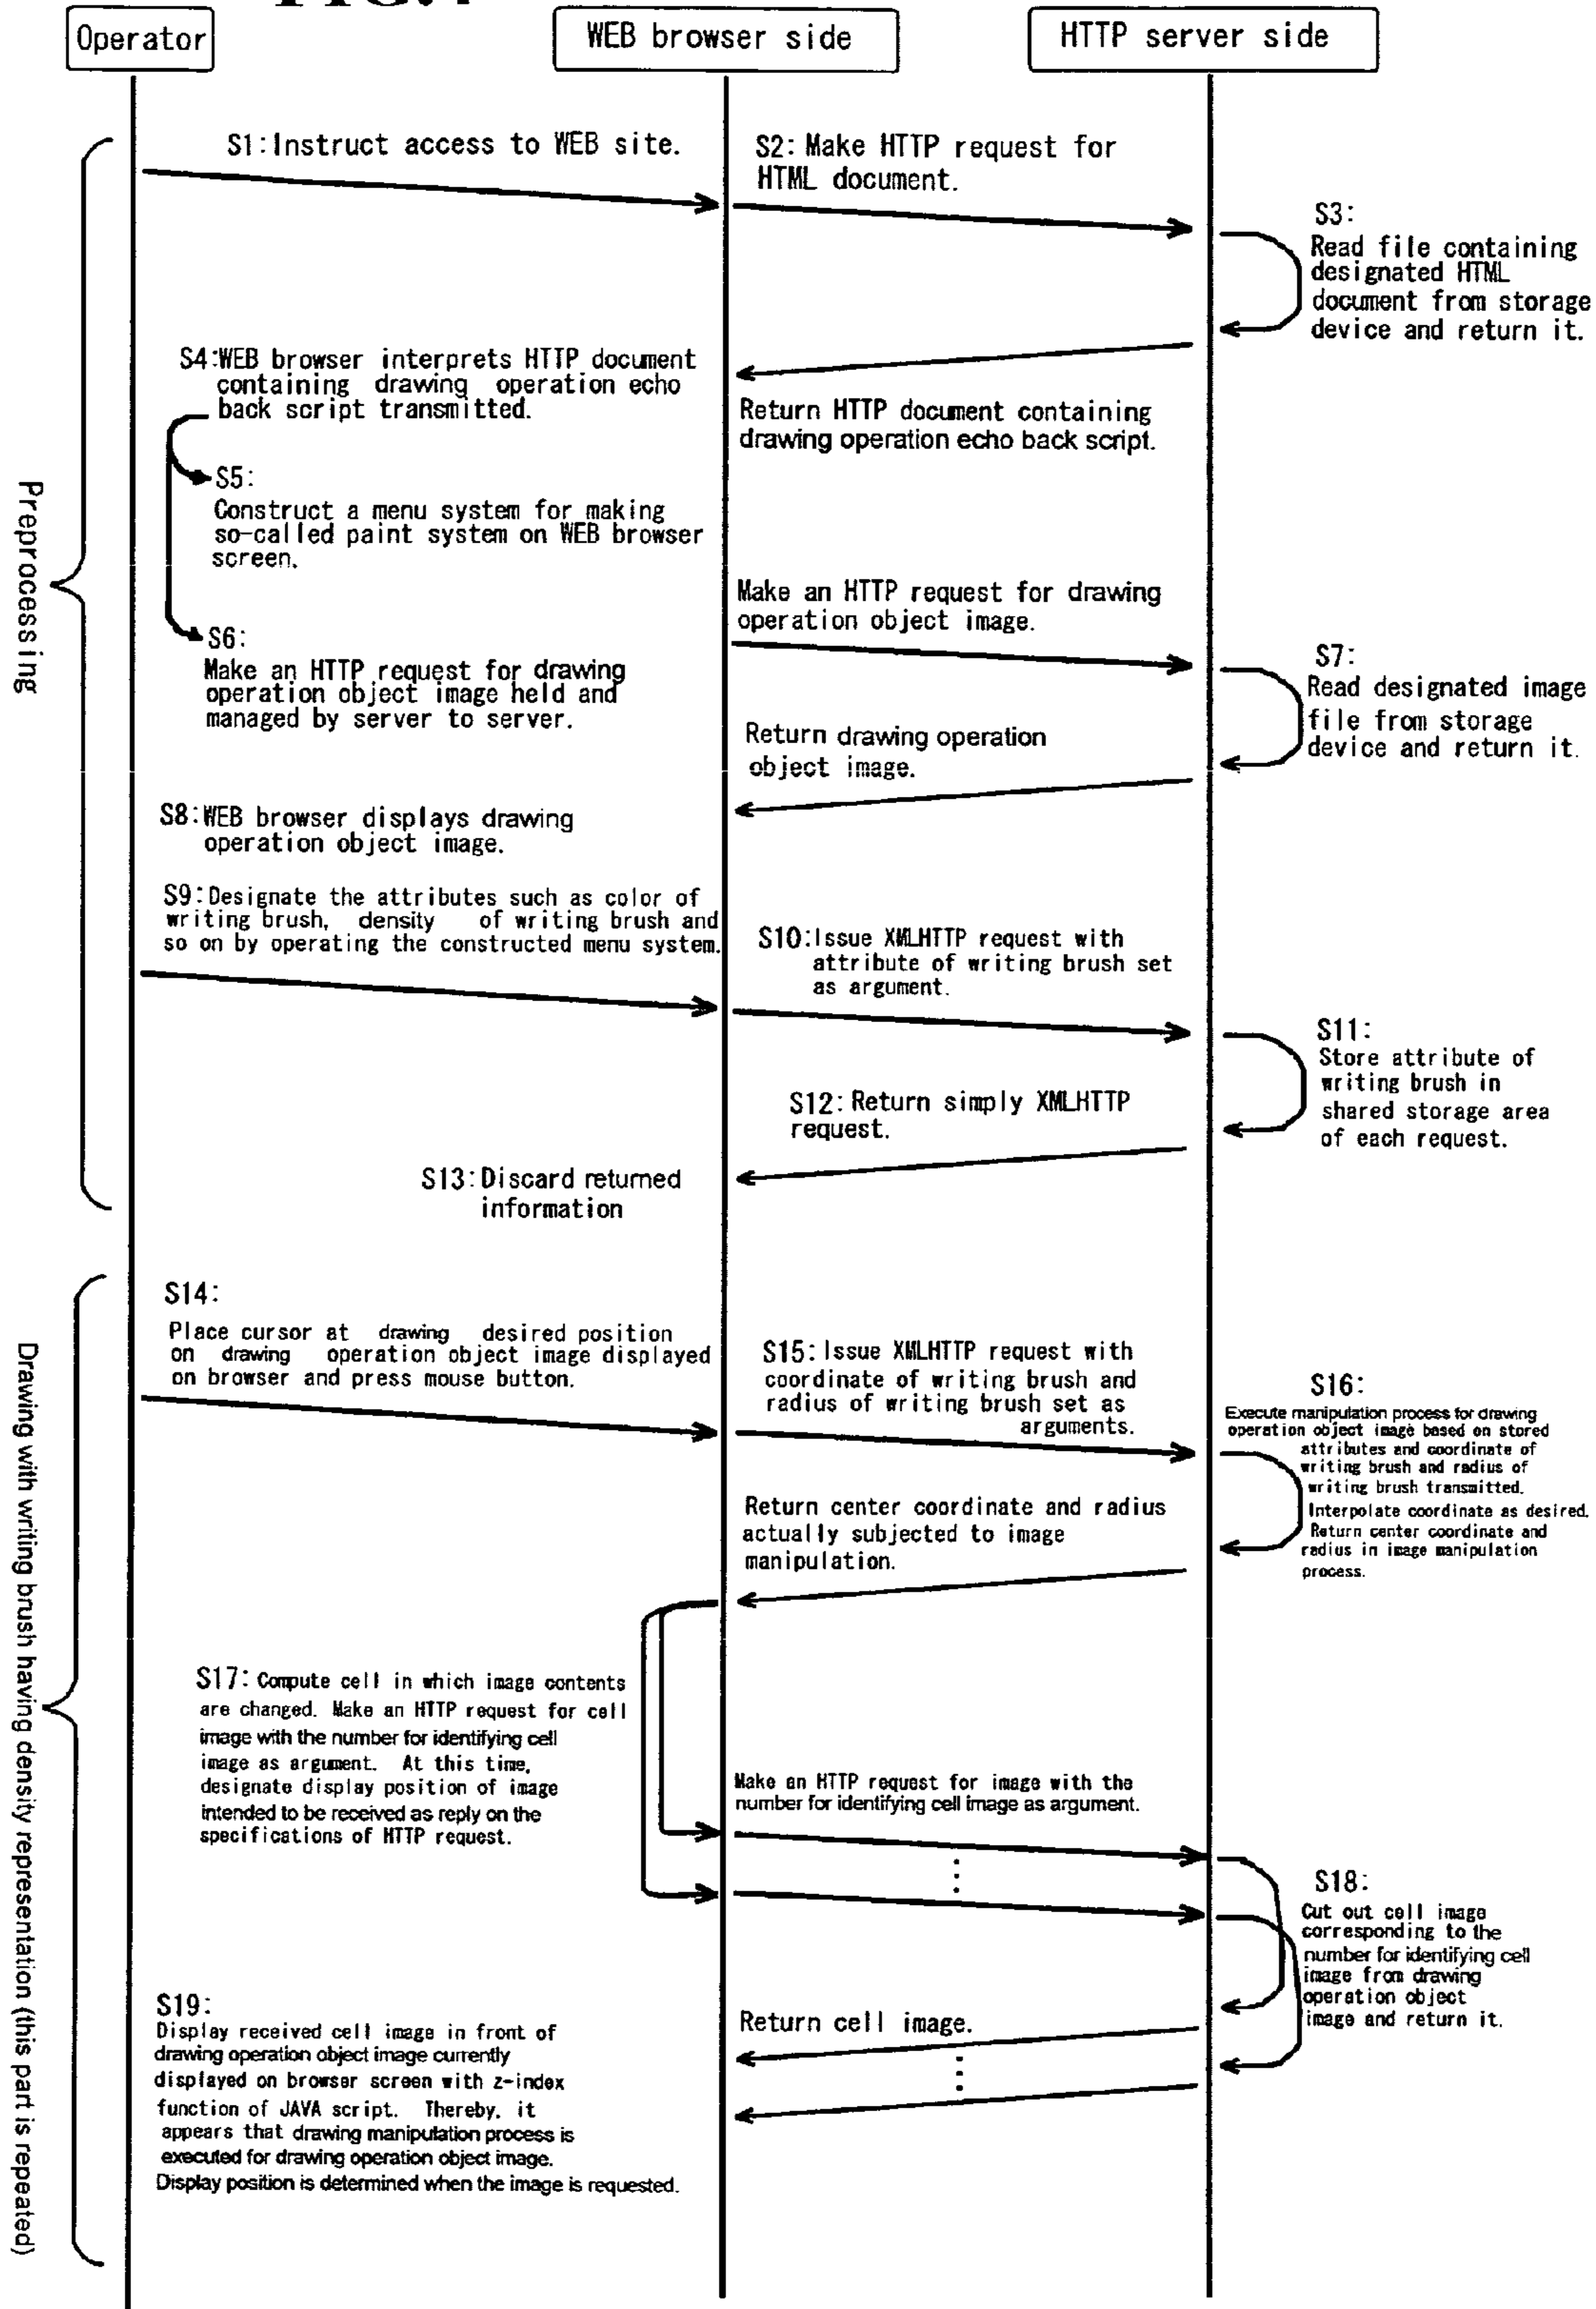 Operator
WEB browser side
HTTP server side
S1:Instruct access to WEB site.
S2: Make HTTP request for
HTML document.
S3:
Read file containing
designated HTML
document from storage
device and return it.
S4:WEB browser interprets HTTP document
containing drawing operation echo
back script transmitted.
Return HTTP document containing
drawing operation echo back script.
S5:
Construct a menu system for making
so-called paint system on WEB browser
screen.
Preprocessing
Make an HTTP request for drawing
operation object image.
S6:
Make an HTTP request for drawing
operation object image held and
managed by server to server.
S7:
Read designated image
file from storage
device and return it.
Return drawing operation
object image.
S8:WEB browser displays drawing
operation object image.
S9:Designate the attributes such as color of
writing brush, density of writing brush and
so on by operating the constructed menu system.
S10:Issue XMLHTTP request with
attribute of writing brush set
as argument.
S11:
Store attribute of
writing brush in
shared storage area
of each request.
S12: Return simply XMLHTTP
request.
S13:Discard returned
information
S14:
Place cursor at drawing desired position
on drawing operation object image displayed
on browser and press mouse button.
S15: Issue XMLHTTP request with
coordinate of writing brush and
radius of writing brush set as
arguments.
S16:
Execute manipulation process for drawing
operation object image based on stored
attributes and coordinate of
writing brush and radius of
writing brush transmitted.
Interpolate coordinate as desired.
Return center coordinate and
radius in image manipulation
process.
Return center coordinate and radius
actually subjected to image
manipulation.
Drawing with writing brush having density representation (this part is repeated)
S17: Compute cell in which image contents
are changed. Make an HTTP request for cell
image with the number for identifying cell
image as argument. At this time,
designate display position of image
intended to be received as reply on the
specifications of HTTP request.
Make an HTTP request for image with the
number for identifying cell image as argument.
S18:
Cut out cell image
corresponding to the
number for identifying cell
image from drawing
operation object
image and return it.
Return cell image.
S19:
Display received cell image in front of
drawing operation object image currently
displayed on browser screen with z-index
function of JAVA script. Thereby, it
appears that drawing manipulation process is
executed for drawing operation object image.
Display position is determined when the image is requested.